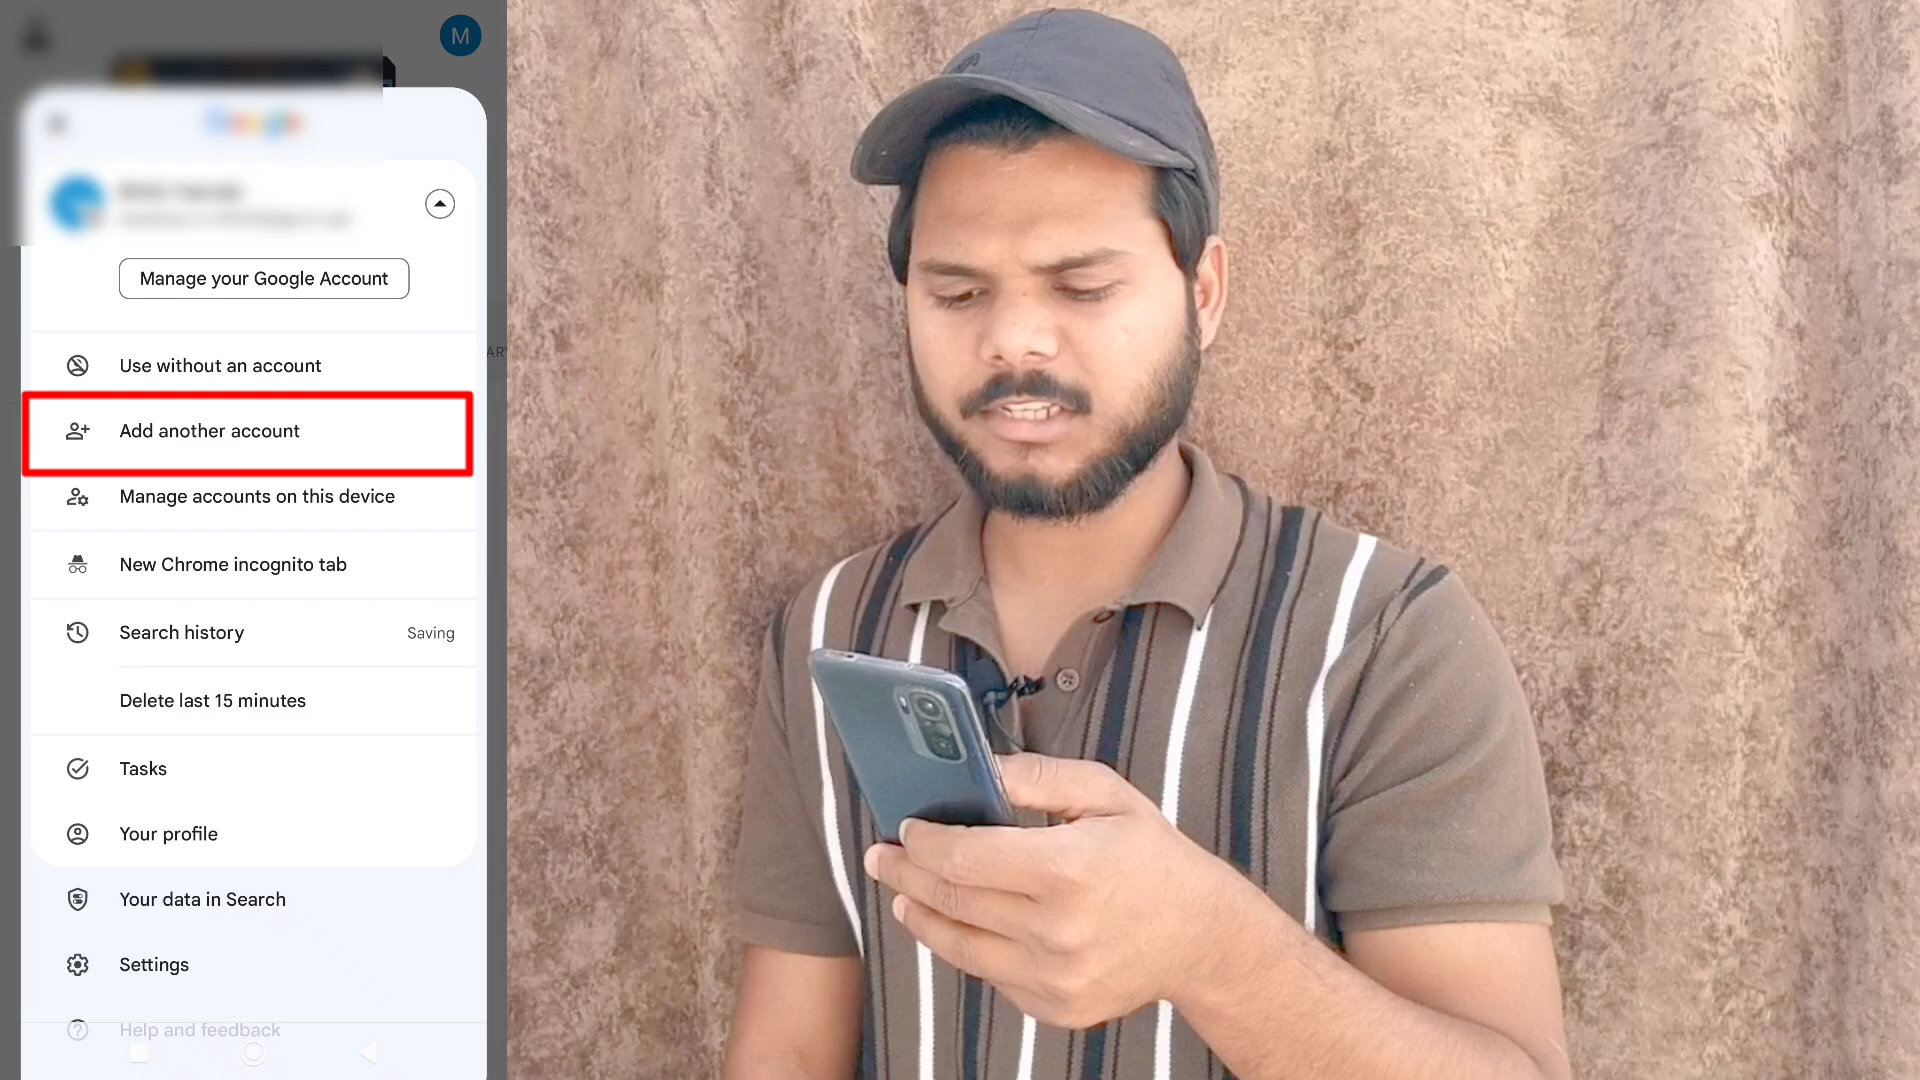 M
Google
Manage your Google Account
Use without an account
AR
Add another account
Manage accounts on this device
New Chrome incognito tab
Search history
Saving
Delete last 15 minutes
Tasks
Your profile
Your data in Search
Settings
Help and feedback